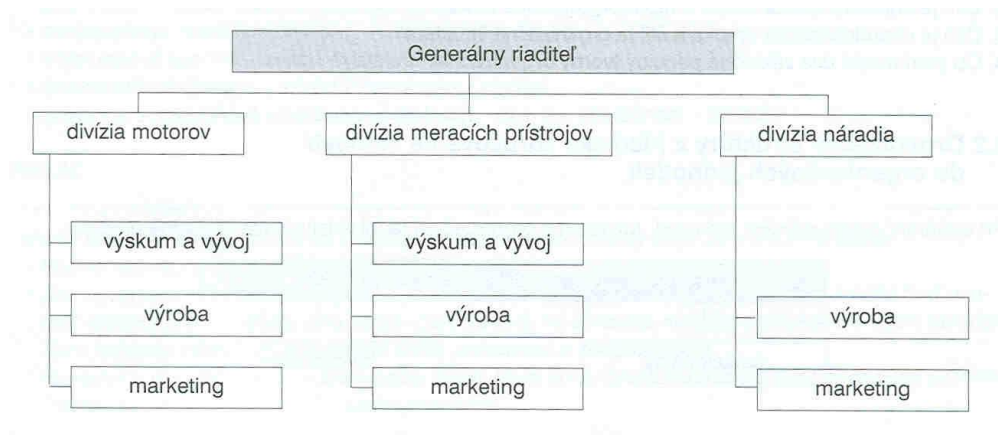 Generálny riaditeľ
divízia motorov
divízia meracích prístrojov
divízia náradia
výskum a vývoj
výskum a vývoj
výroba
výroba
výroba
marketing
marketing
marketing